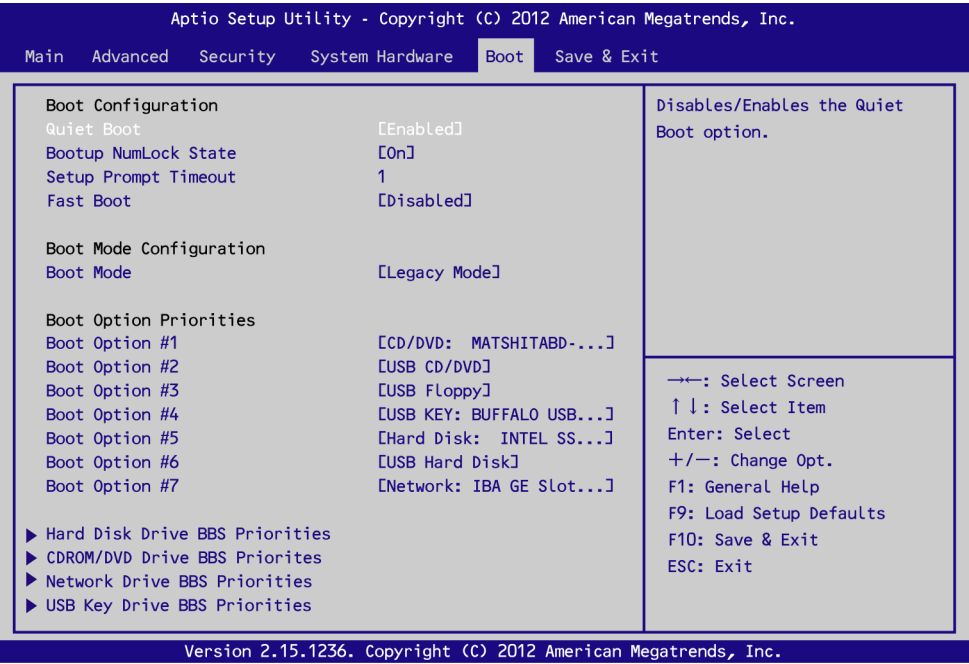 Aptio Setup Utility - Copyright (C) 2012 American Megatrends, Inc.
Main Advanced Security System Hardware Boot Save & Exit
Boot Configuration
Quiet Boot [Enabled]
Bootup NumLock State [On]
Setup Prompt Timeout 1
Fast Boot [Disabled]
Boot Mode Configuration
Boot Mode [Legacy Mode]
Boot Option Priorities
Boot Option #1 [CD/DVD: MATSHITABD-...]
Boot Option #2 [USB CD/DVD]
Boot Option #3 [USB Floppy]
Boot Option #4 [USB KEY: BUFFALO USB...]
Boot Option #5 [Hard Disk: INTEL SS...]
Boot Option #6 [USB Hard Disk]
Boot Option #7 [Network: IBA GE Slot...]
▶ Hard Disk Drive BBS Priorities
▶ CDROM/DVD Drive BBS Priorites
▶ Network Drive BBS Priorities
▶ USB Key Drive BBS Priorities
Disables/Enables the Quiet
Boot option.
→←: Select Screen
↑↓: Select Item
Enter: Select
+/−: Change Opt.
F1: General Help
F9: Load Setup Defaults
F10: Save & Exit
ESC: Exit
Version 2.15.1236. Copyright (C) 2012 American Megatrends, Inc.